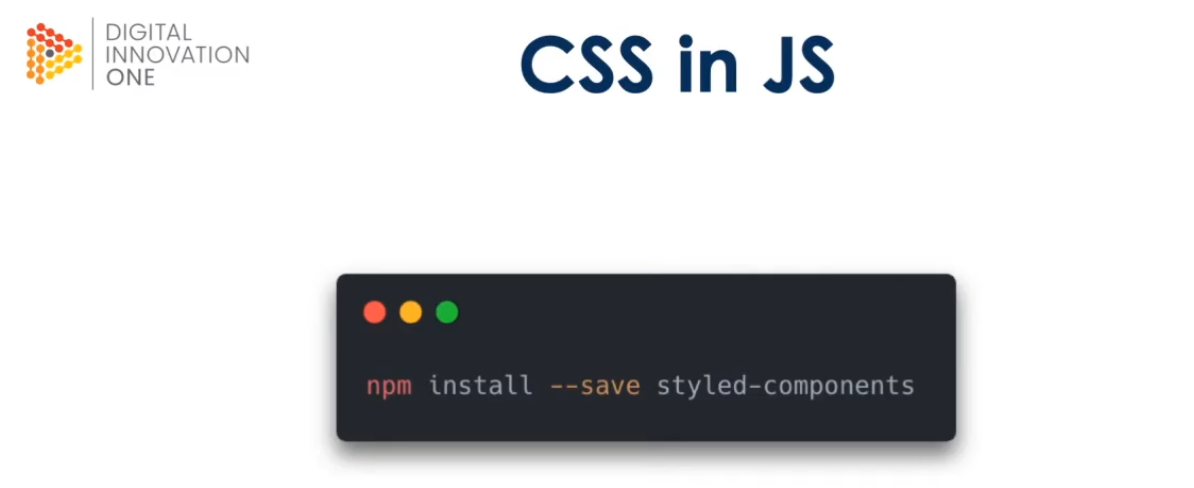 DIGITAL
INNOVATION
ONE
CSS in JS
npm install --save styled-components